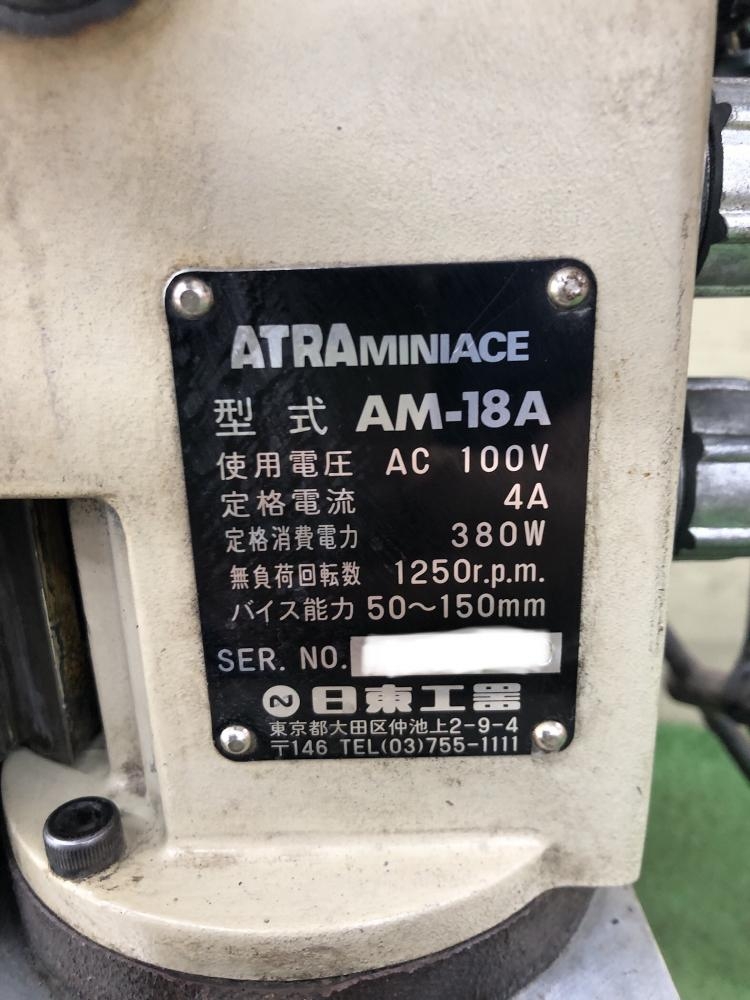 ATRAMINIACE
型式 AM-18A
使用電圧 AC 100V
定格電流 4A
定格消費電力 380W
無負荷回転数 1250r.p.m.
バイス能力 50〜150mm
SER. NO.
日東工器
東京都大田区仲池上2-9-4
〒146 TEL(03)755-1111